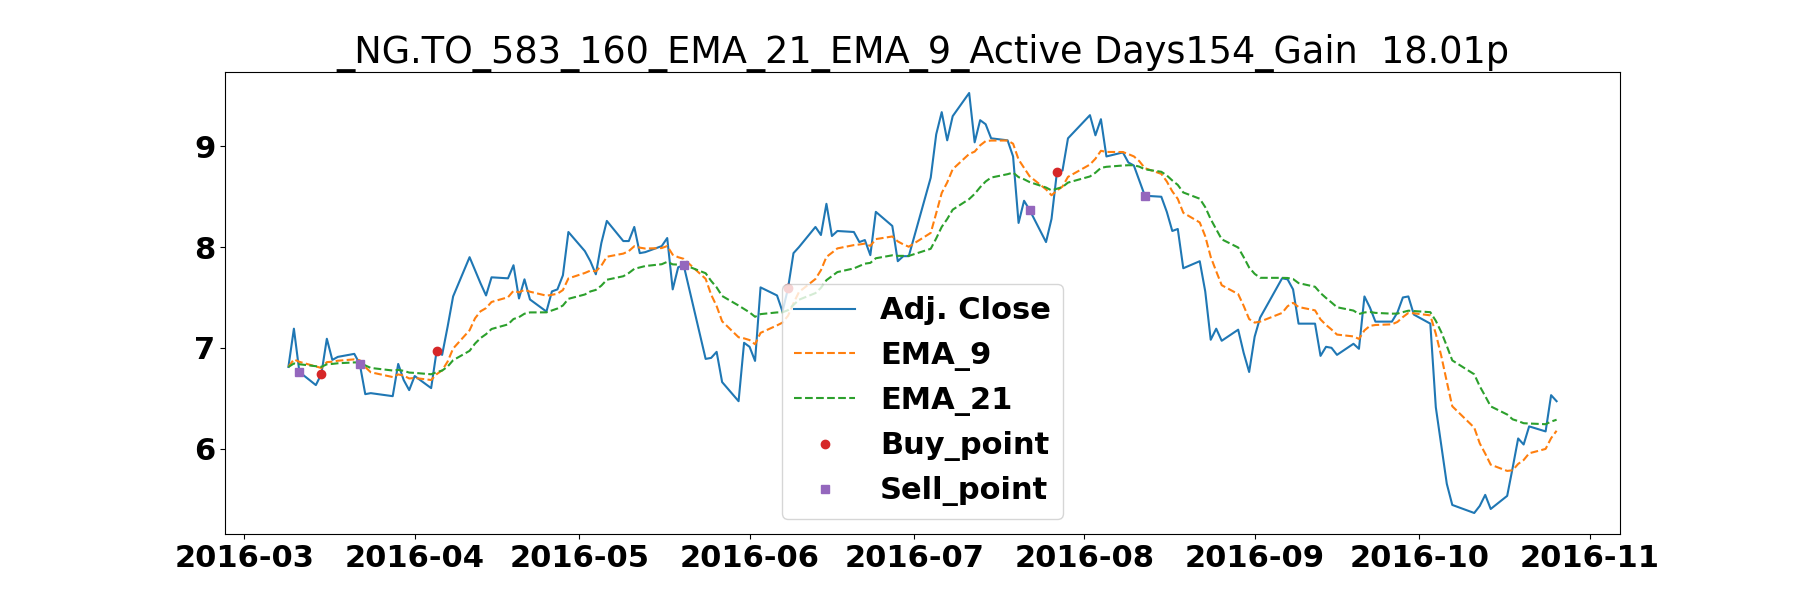 _NG.TO_583_160_EMA_21_EMA_9_Active Days154_Gain  18.01p
9
8
7
6
Adj. Close
EMA_9
EMA_21
Buy_point
Sell_point
2016-03 2016-04 2016-05 2016-06 2016-07 2016-08 2016-09 2016-10 2016-11